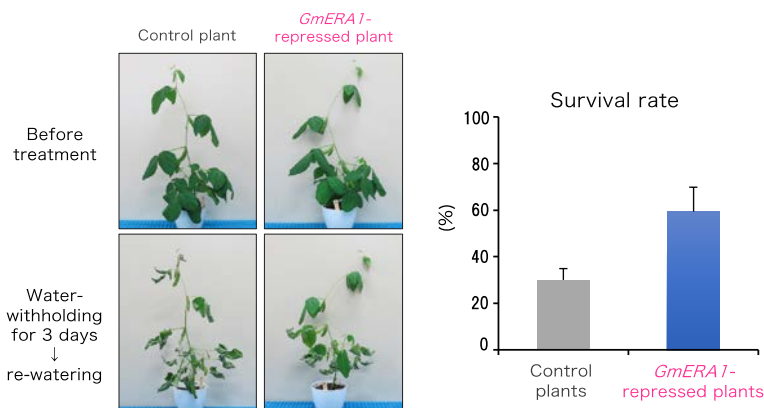 Control plant
GmERA1-
repressed plant
Before
treatment
Water-
withholding
for 3 days
↓
re-watering
Survival rate
(%)
100
80
60
40
20
0
Control
plants
GmERA1-
repressed plants